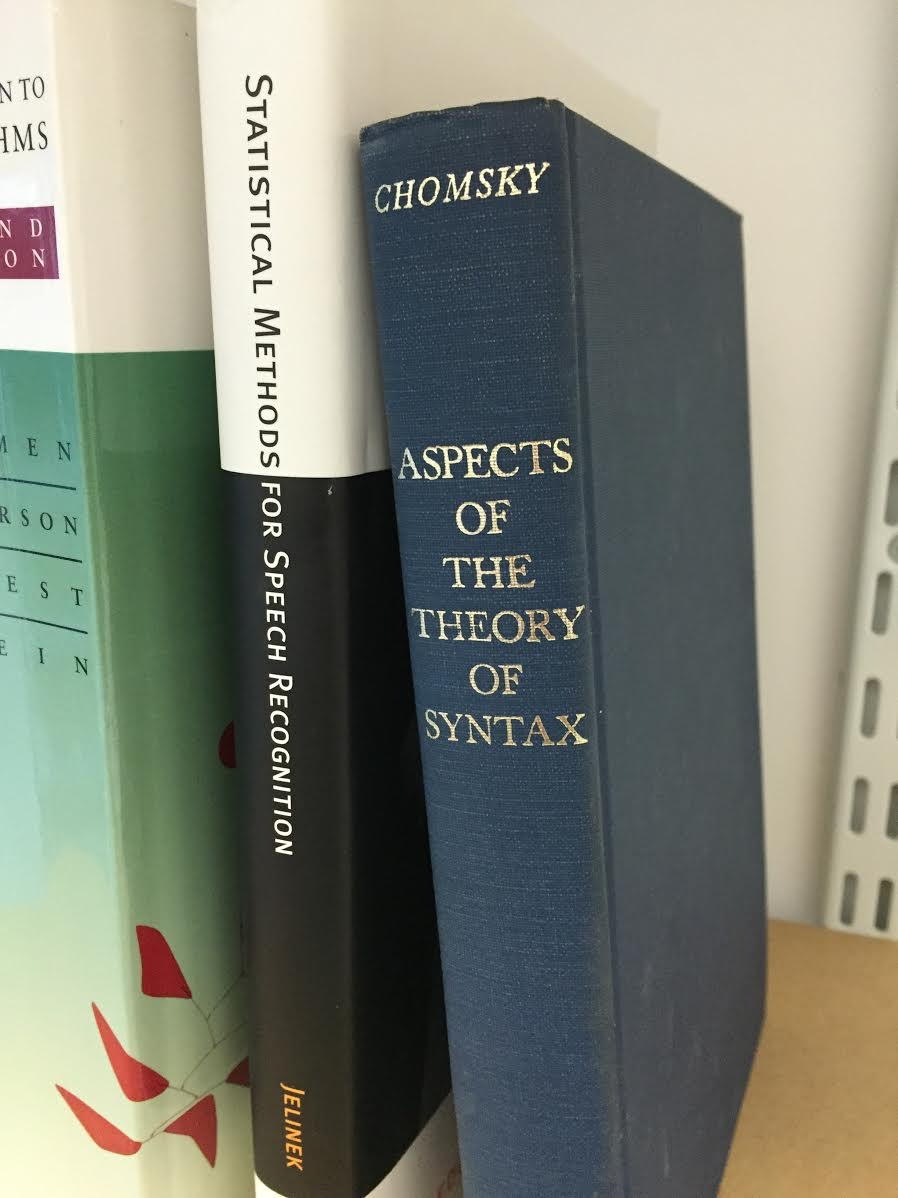 N TO
HMS
N D
O N
M E N
R S O N
E S T
E I N
STATISTICAL METHODS FOR SPEECH RECOGNITION
JELINEK
CHOMSKY
ASPECTS
OF
THE
THEORY
OF
SYNTAX